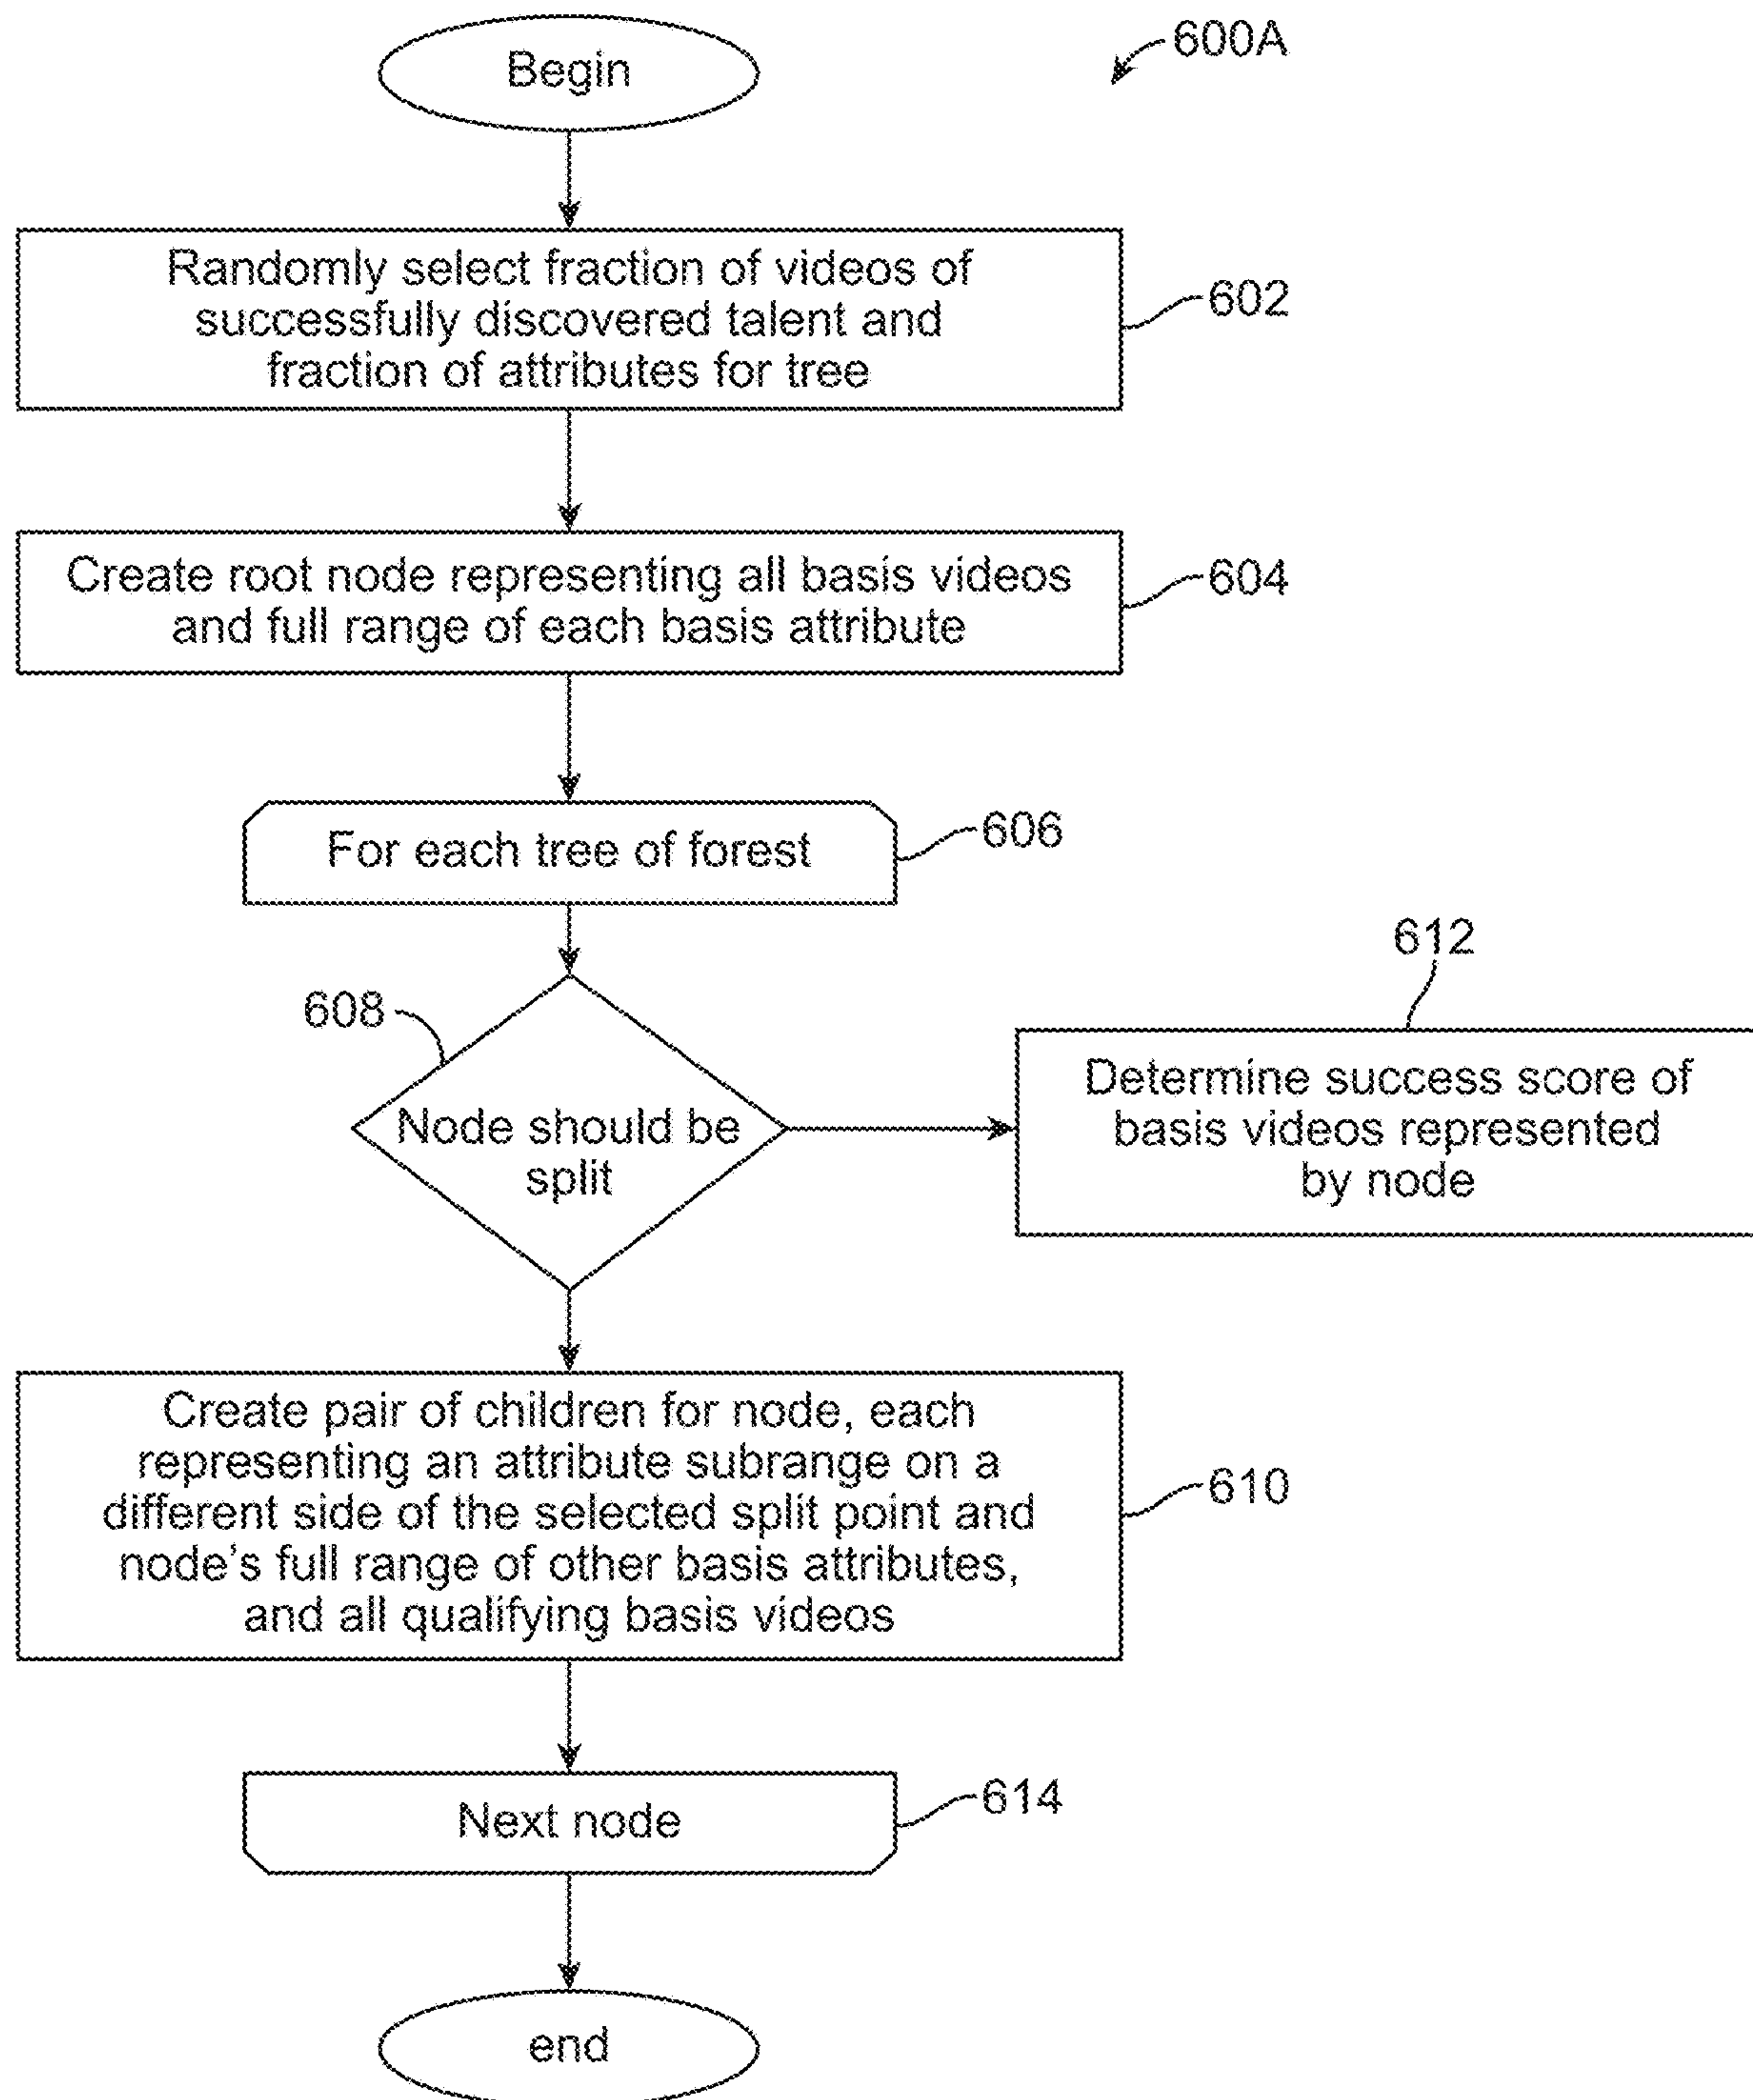 Begin
600A
Randomly select fraction of videos of
successfully discovered talent and
fraction of attributes for tree
602
Create root node representing all basis videos
and full range of each basis attribute
604
For each tree of forest
606
608
Node should be
split
612
Determine success score of
basis videos represented
by node
Create pair of children for node, each
representing an attribute subrange on a
different side of the selected split point and
node's full range of other basis attributes,
and all qualifying basis videos
610
Next node
614
end